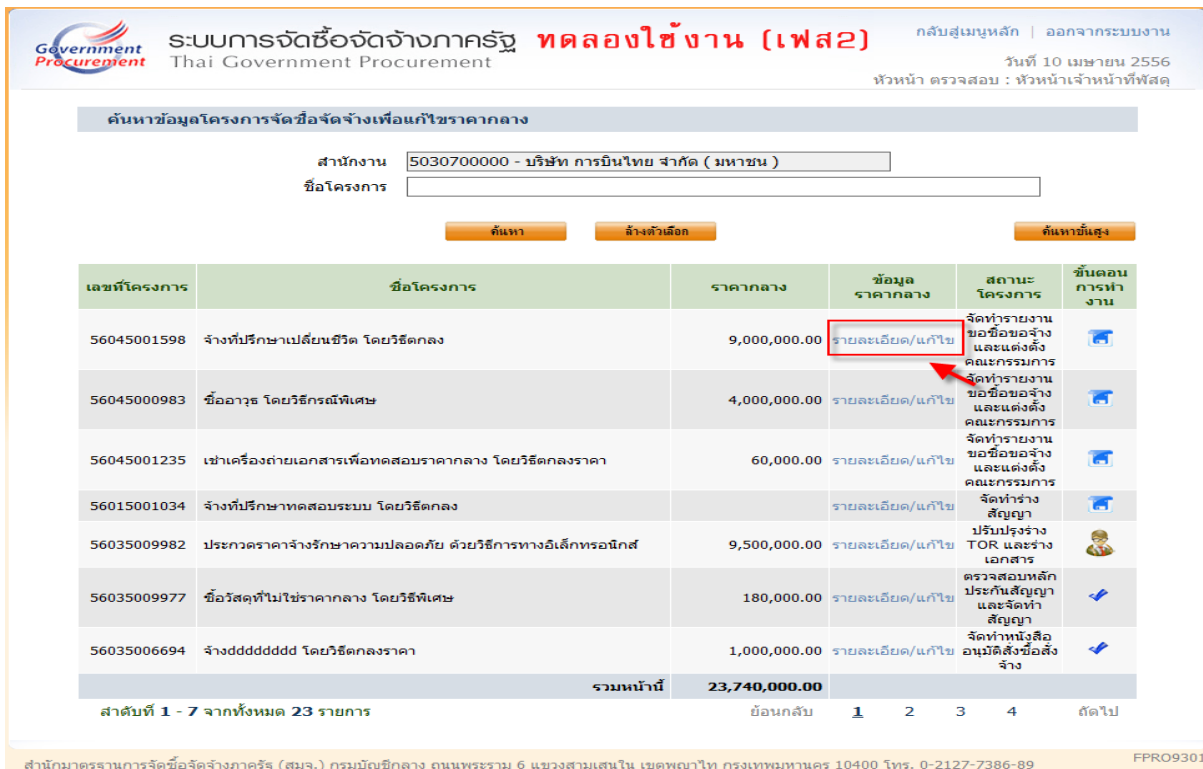 Government
Procurement
ระบบการจัดซื้อจัดจ้างภาครัฐ ทดลองใช้งาน (เฟส2)
Thai Government Procurement
กลับสู่เมนูหลัก | ออกจากระบบงาน
วันที่ 10 เมษายน 2556
หัวหน้า ตรวจสอบ : หัวหน้าเจ้าหน้าที่พัสดุ
ค้นหาข้อมูลโครงการจัดซื้อจัดจ้างเพื่อแก้ไขราคากลาง
สำนักงาน 5030700000 - บริษัท การบินไทย จำกัด ( มหาชน )
ชื่อโครงการ
ค้นหา ล้างตัวเลือก ค้นหาขั้นสูง
เลขที่โครงการ ชื่อโครงการ ราคากลาง ข้อมูล
ราคากลาง สถานะ
โครงการ ขั้นตอน
การทำ
งาน
56045001598 จ้างที่ปรึกษาเปลี่ยนชีวิต โดยวิธีตกลง 9,000,000.00 รายละเอียด/แก้ไข จัดทำรายงาน
ขอซื้อขอจ้าง
และแต่งตั้ง
คณะกรรมการ
56045000983 ซื้ออาวุธ โดยวิธีกรณีพิเศษ 4,000,000.00 รายละเอียด/แก้ไข จัดทำรายงาน
ขอซื้อขอจ้าง
และแต่งตั้ง
คณะกรรมการ
56045001235 เช่าเครื่องถ่ายเอกสารเพื่อทดสอบราคากลาง โดยวิธีตกลงราคา 60,000.00 รายละเอียด/แก้ไข จัดทำรายงาน
ขอซื้อขอจ้าง
และแต่งตั้ง
คณะกรรมการ
56015001034 จ้างที่ปรึกษาทดสอบระบบ โดยวิธีตกลง รายละเอียด/แก้ไข จัดทำร่าง
สัญญา
56035009982 ประกวดราคาจ้างรักษาความปลอดภัย ด้วยวิธีการทางอิเล็กทรอนิกส์ 9,500,000.00 รายละเอียด/แก้ไข ปรับปรุงร่าง
TOR และร่าง
เอกสาร
56035009977 ซื้อวัสดุที่ไม่ใช่ราคากลาง โดยวิธีพิเศษ 180,000.00 รายละเอียด/แก้ไข ตรวจสอบหลัก
ประกันสัญญา
และจัดทำ
สัญญา
56035006694 จ้างdddddddd โดยวิธีตกลงราคา 1,000,000.00 รายละเอียด/แก้ไข จัดทำหนังสือ
อนุมัติสั่งซื้อสั่ง
จ้าง
รวมหน้านี้ 23,740,000.00
ลำดับที่ 1 - 7 จากทั้งหมด 23 รายการ ย้อนกลับ 1 2 3 4 ถัดไป
สำนักมาตรฐานการจัดซื้อจัดจ้างภาครัฐ (สมจ.) กรมบัญชีกลาง ถนนพระราม 6 แขวงสามเสนใน เขตพญาไท กรุงเทพมหานคร 10400 โทร. 0-2127-7386-89 FPRO9301